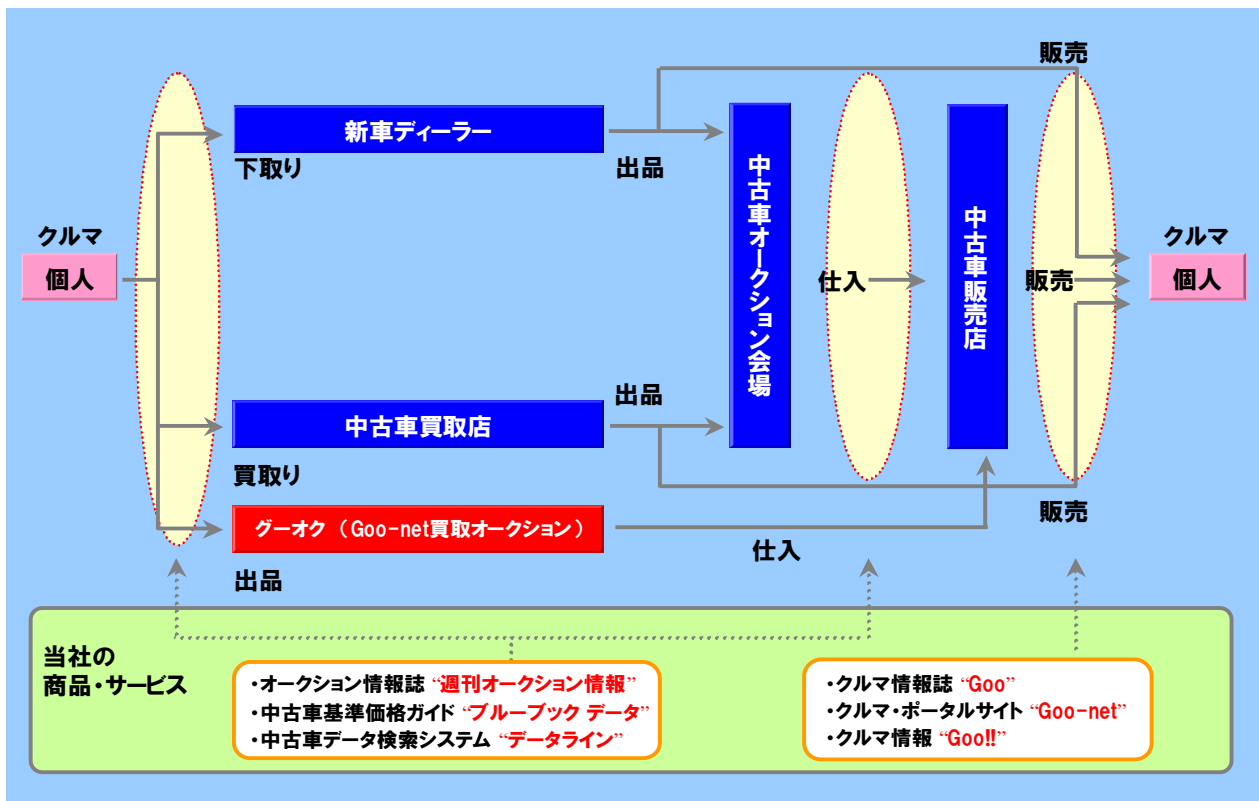 販売
新車ディーラー
下取り
出品
中古車オークション会場
中古車販売店
クルマ
個人
仕入
販売
クルマ
個人
出品
中古車買取店
買取り
グーオク （Goo-net買取オークション）
販売
仕入
出品
当社の
商品・サービス
・オークション情報誌 “週刊オークション情報”
・中古車基準価格ガイド “ブルーブック データ”
・中古車データ検索システム “データライン”
・クルマ情報誌 “Goo”
・クルマ・ポータルサイト “Goo-net”
・クルマ情報 “Goo!!”